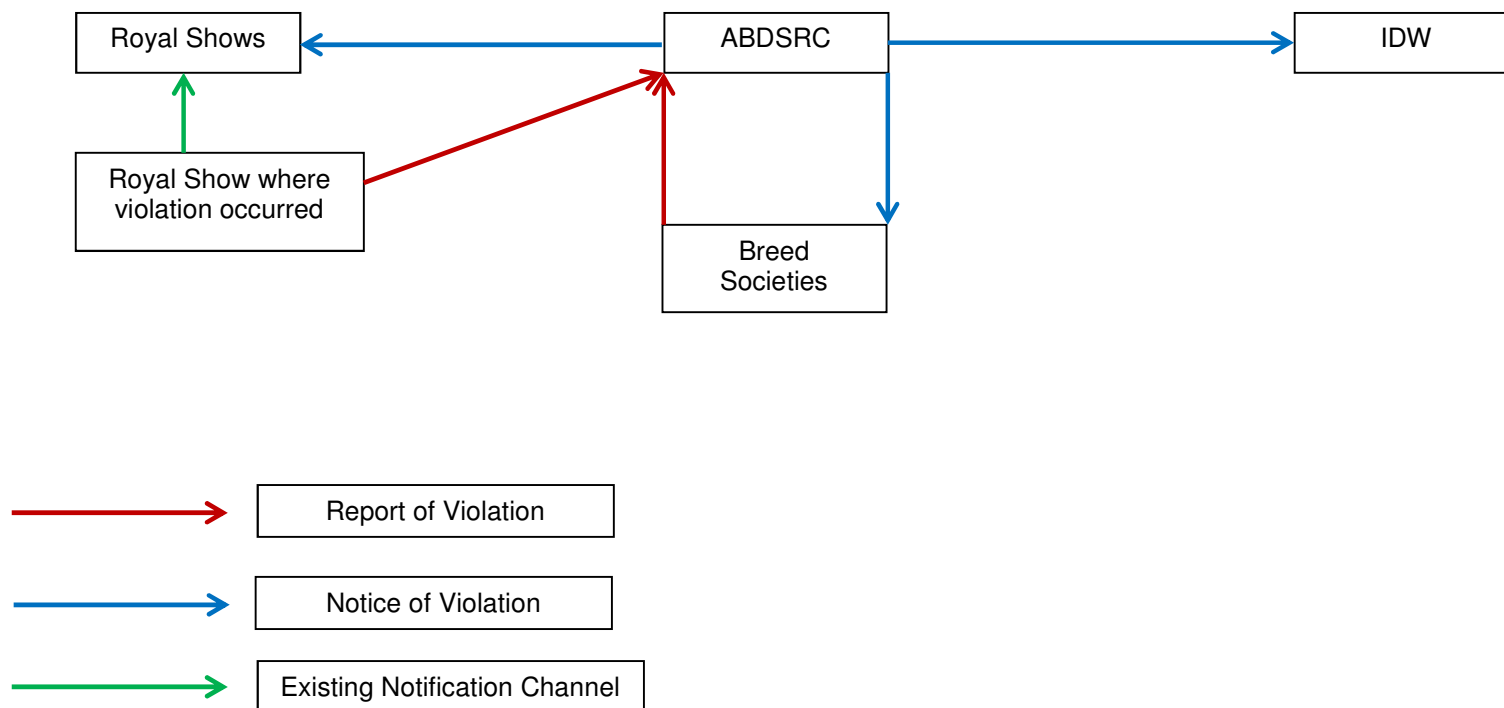 Royal Shows
ABDSRC
IDW
Royal Show where
violation occurred
Breed
Societies
Report of Violation
Notice of Violation
Existing Notification Channel